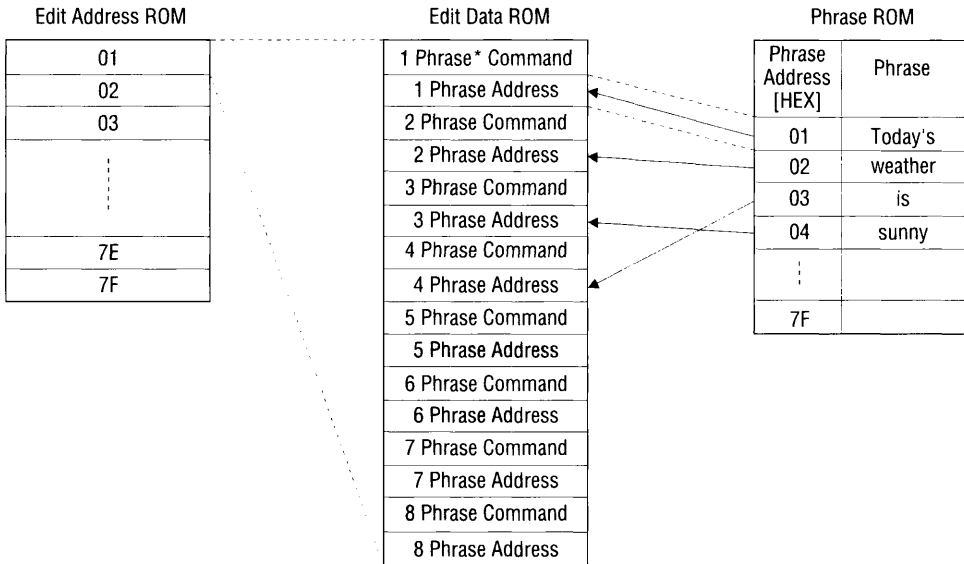 Edit Address ROM
01
02
03
7E
7F
Edit Data ROM
1 Phrase* Command
1 Phrase Address
2 Phrase Command
2 Phrase Address
3 Phrase Command
3 Phrase Address
4 Phrase Command
4 Phrase Address
5 Phrase Command
5 Phrase Address
6 Phrase Command
6 Phrase Address
7 Phrase Command
7 Phrase Address
8 Phrase Command
8 Phrase Address
Phrase ROM
Phrase
Address
[HEX]
Phrase
01 Today's
02 weather
03 is
04 sunny
7F